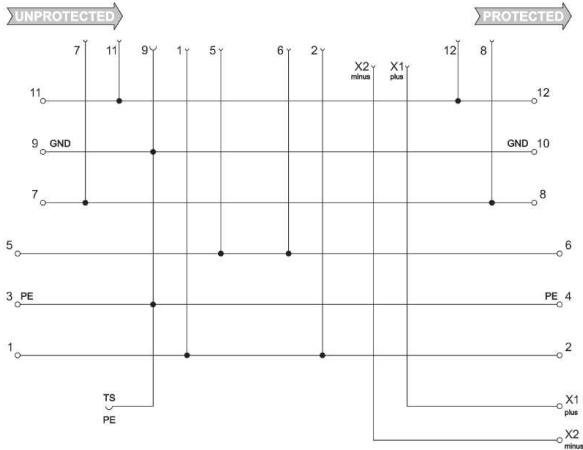 UNPROTECTED PROTECTED
7 11 9 1 5 6 2 12 8
X2 X1
minus plus
11 12
9 GND GND 10
7 8
5 6
3 PE PE 4
1 2
TS
X1
PE
plus
X2
minus